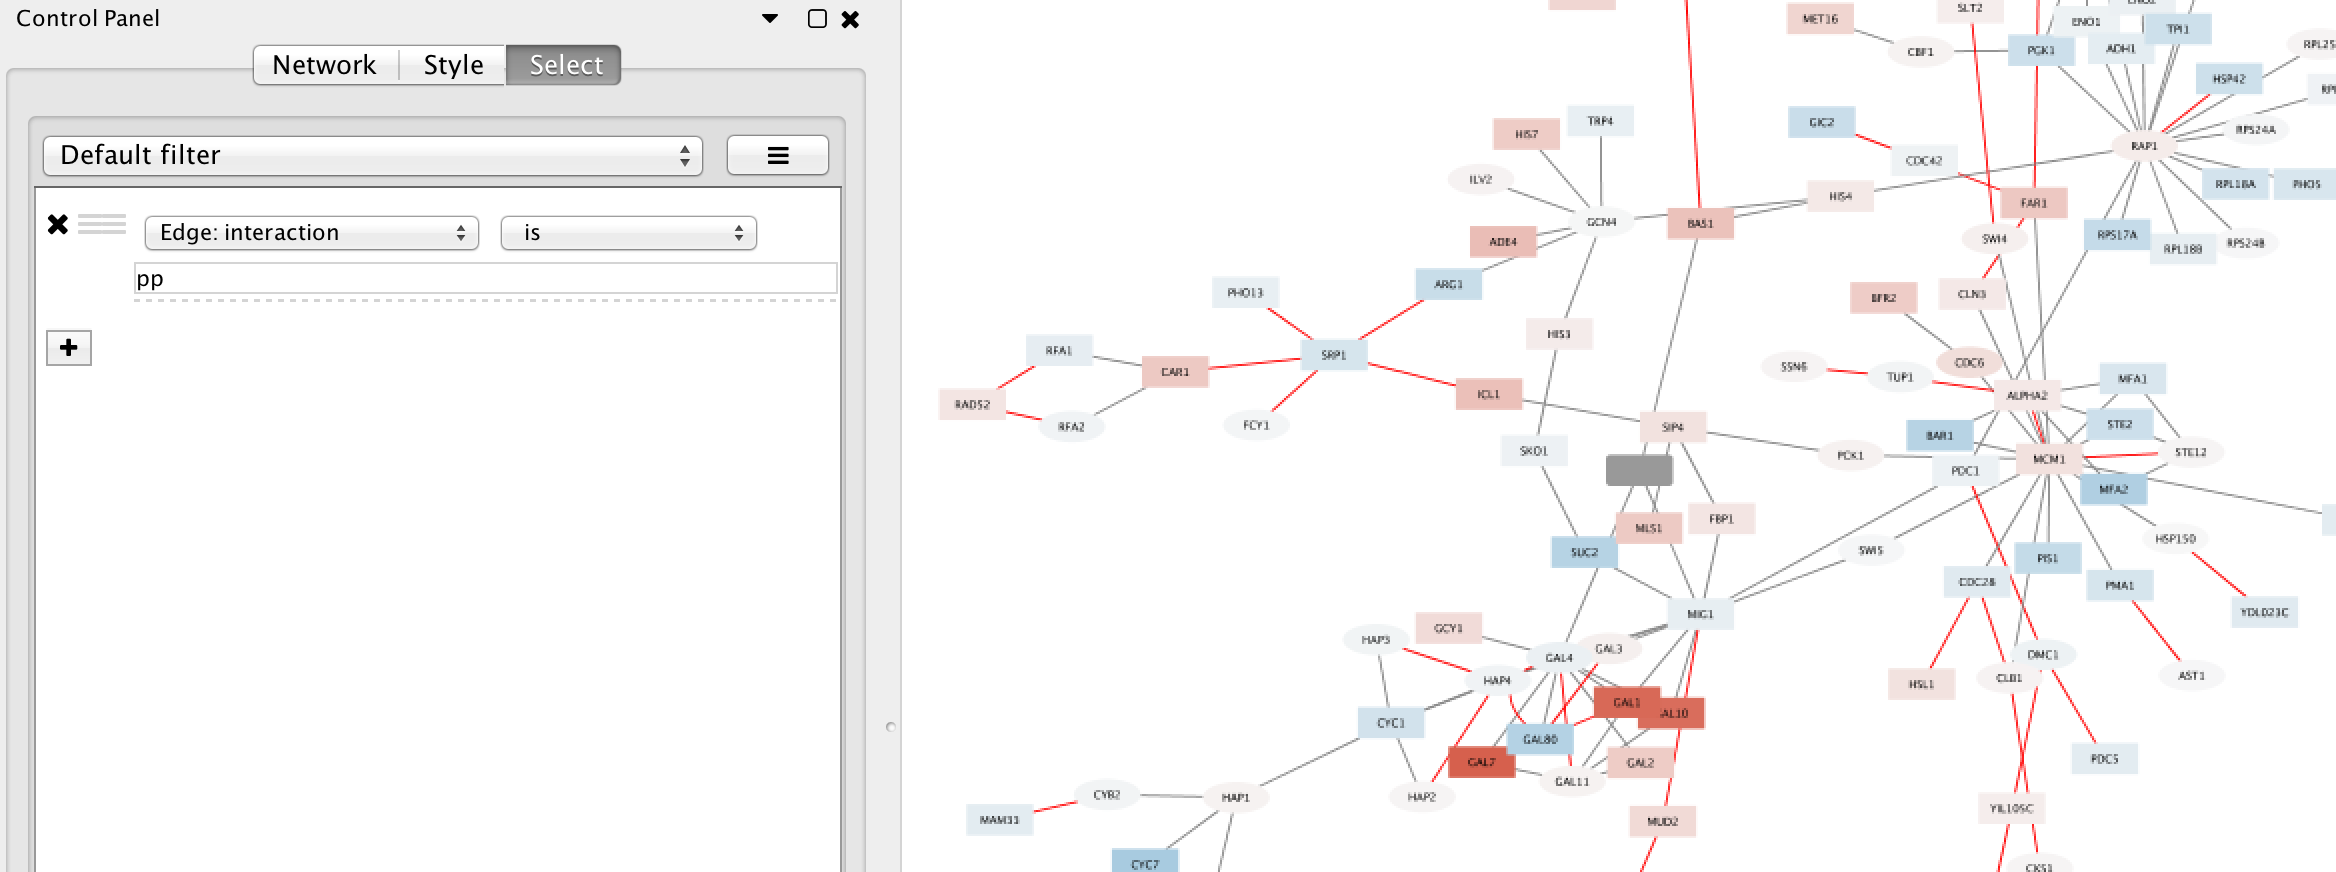 Control Panel
Network Style Select
Default filter
Edge: interaction is
pp
MET16
SLT2
ENO1
TPI1
CBF1
PGK1
ADH1
RPL25
HSP42
HIS7
TRP4
GIC2
RPS24A
CDC42
RAP1
ILV2
HIS4
RPL18A
PHO5
GCN4
BAS1
FAR1
ADE4
SWI4
RPS17A
RPL18B
RPS24B
PHO13
ARG1
BFR2
CLN3
HIS3
RFA1
CAR1
SRP1
SSN6
TUP1
CDC6
MFA1
RAD52
ICL1
ALPHA2
RFA2
FCY1
SIP4
BAR1
STE2
SKO1
PCK1
PDC1
MCM1
STE12
MFA2
MLS1
FBP1
SUC2
SWI5
PIS1
HSP150
CDC28
PMA1
MIG1
YDL023C
HAP3
GCY1
GAL4
GAL3
DMC1
HAP4
HSL1
CLB1
AST1
GAL1
GAL10
CYC1
GAL80
GAL7
GAL2
PDC5
GAL11
CYB2
HAP1
HAP2
MAM33
MUD2
YIL105C
CYC7
CKS1